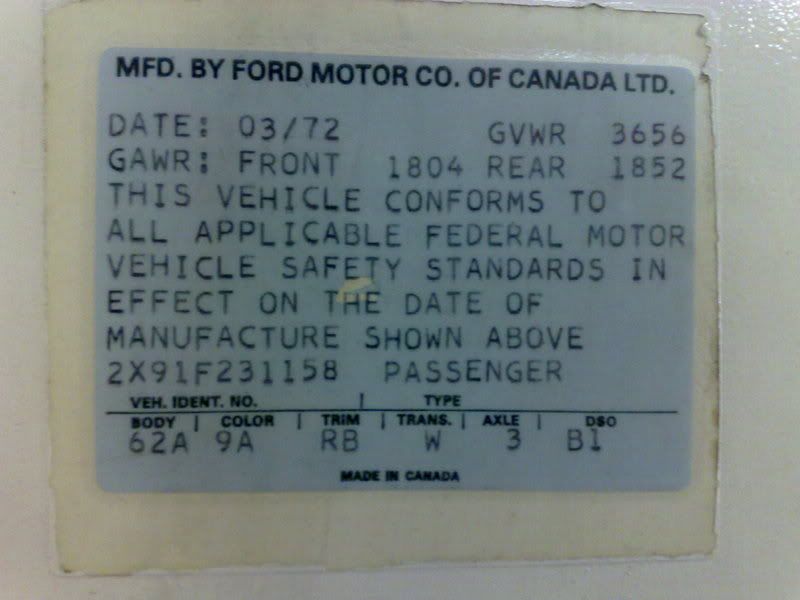 MFD. BY FORD MOTOR CO. OF CANADA LTD.
DATE: 03/72 GVWR 3656
GAWR: FRONT 1804 REAR 1852
THIS VEHICLE CONFORMS TO
ALL APPLICABLE FEDERAL MOTOR
VEHICLE SAFETY STANDARDS IN
EFFECT ON THE DATE OF
MANUFACTURE SHOWN ABOVE
2X91F231158 PASSENGER
VEH. IDENT. NO. | TYPE
BODY | COLOR | TRIM | TRANS. | AXLE | DSO
62A 9A RB W 3 B1
MADE IN CANADA